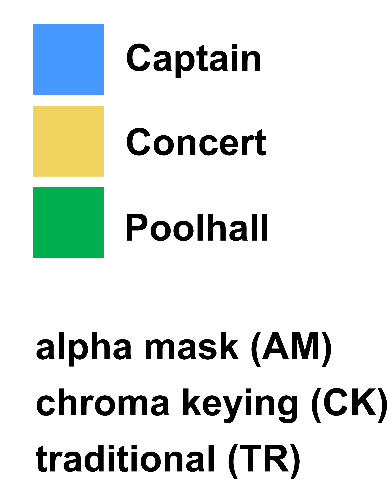 Captain
Concert
Poolhall
alpha mask (AM)
chroma keying (CK)
traditional (TR)